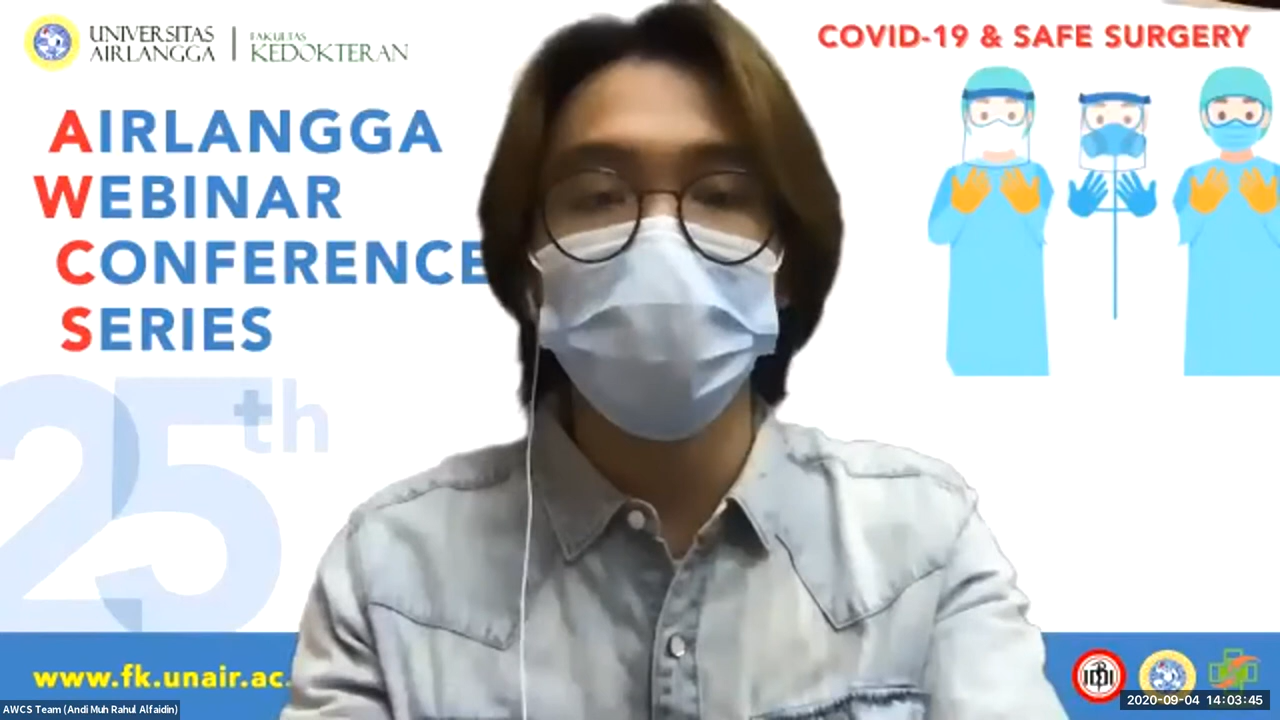 UNIVERSITAS
AIRLANGGA
FAKULTAS
KEDOKTERAN
COVID-19 & SAFE SURGERY
AIRLANGGA
WEBINAR
CONFERENCE
SERIES
25th
www.fk.unair.ac.
IDI
2020-09-04 14:03:45
AWCS Team (Andi Muh Rahul Alfaidin)